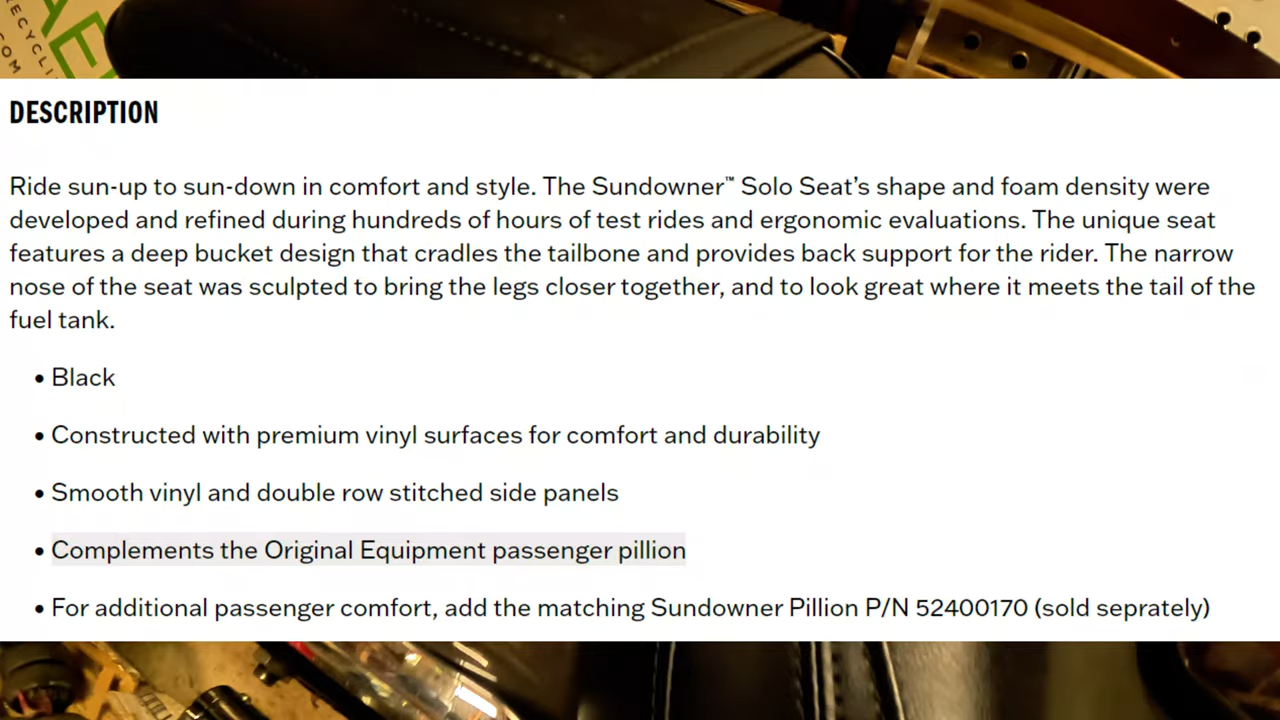 RECYCLI
COM
AE
DESCRIPTION
Ride sun-up to sun-down in comfort and style. The Sundowner™ Solo Seat’s shape and foam density were
developed and refined during hundreds of hours of test rides and ergonomic evaluations. The unique seat
features a deep bucket design that cradles the tailbone and provides back support for the rider. The narrow
nose of the seat was sculpted to bring the legs closer together, and to look great where it meets the tail of the
fuel tank.
• Black
• Constructed with premium vinyl surfaces for comfort and durability
• Smooth vinyl and double row stitched side panels
• Complements the Original Equipment passenger pillion
• For additional passenger comfort, add the matching Sundowner Pillion P/N 52400170 (sold seprately)